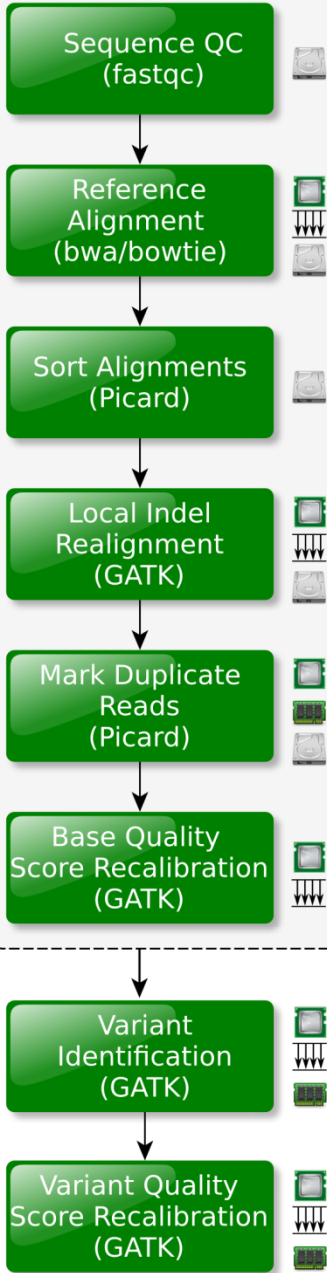 Sequence QC
(fastqc)
Reference
Alignment
(bwa/bowtie)
Sort Alignments
(Picard)
Local Indel
Realignment
(GATK)
Mark Duplicate
Reads
(Picard)
Base Quality
Score Recalibration
(GATK)
Variant
Identification
(GATK)
Variant Quality
Score Recalibration
(GATK)